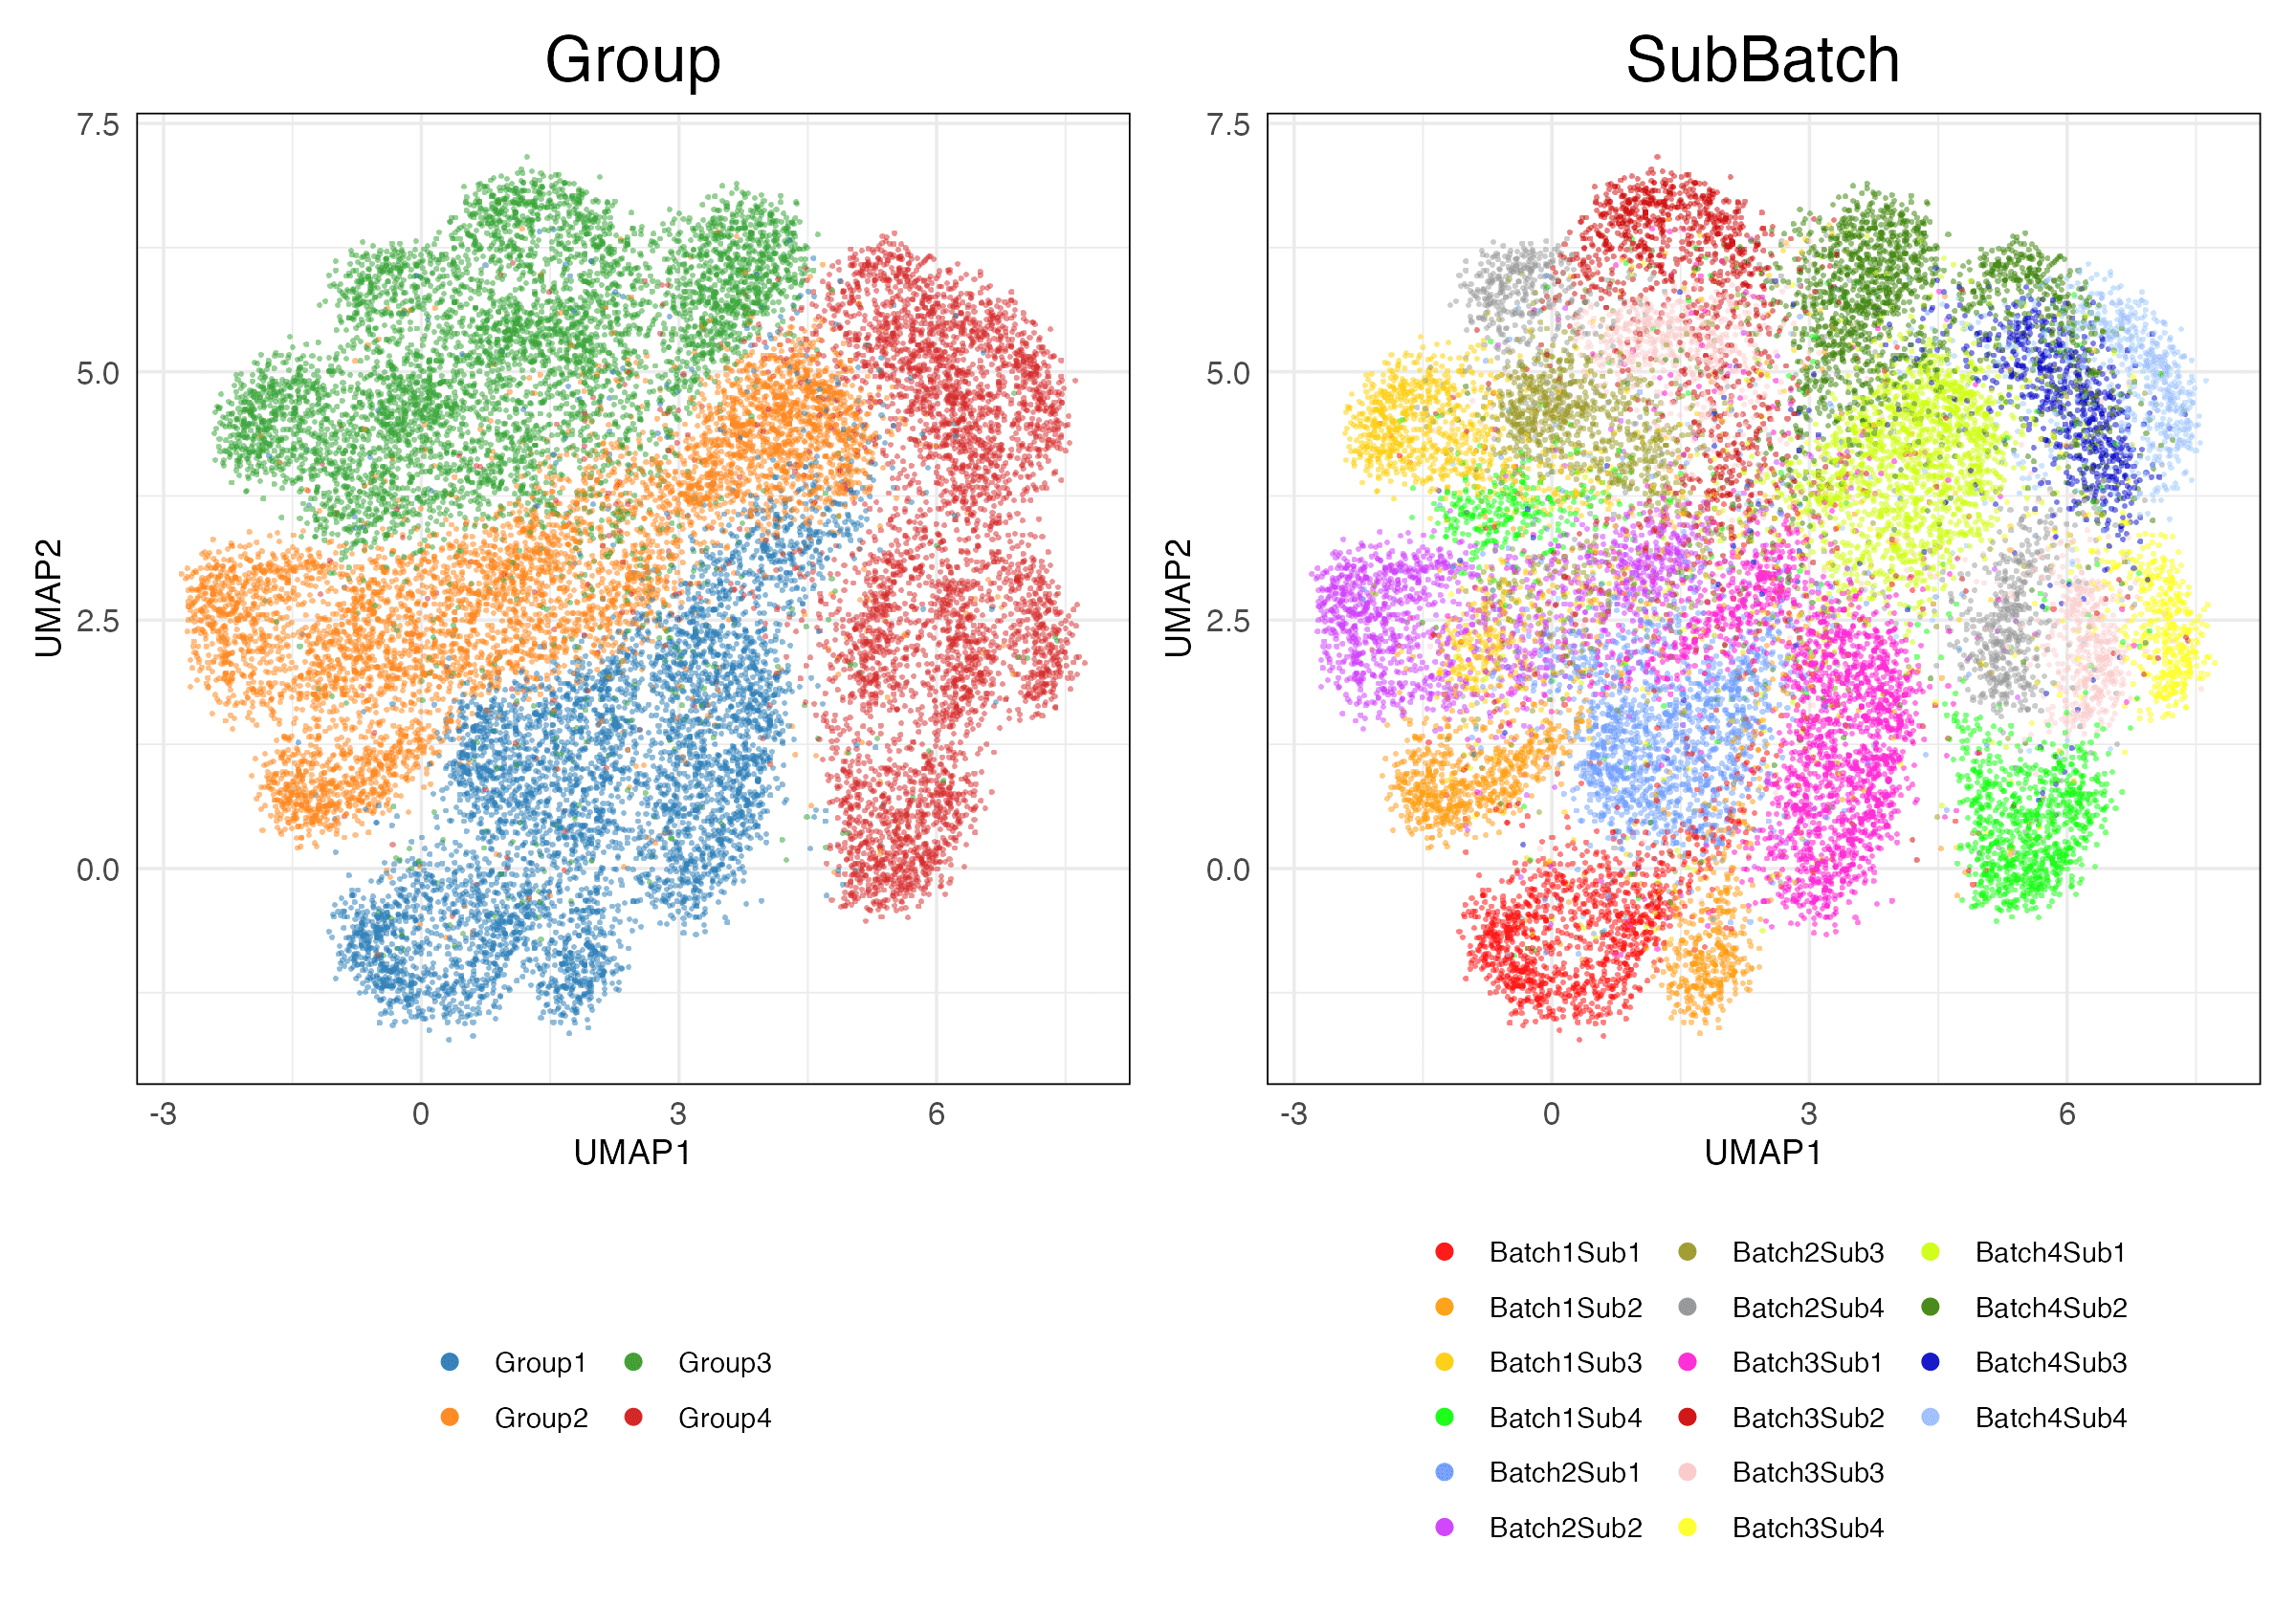 Group
SubBatch
7.5
5.0
2.5
0.0
UMAP2
-3 0 3 6
UMAP1
7.5
5.0
2.5
0.0
UMAP2
-3 0 3 6
UMAP1
Group1 Group3
Group2 Group4
Batch1Sub1 Batch2Sub3 Batch4Sub1
Batch1Sub2 Batch2Sub4 Batch4Sub2
Batch1Sub3 Batch3Sub1 Batch4Sub3
Batch1Sub4 Batch3Sub2 Batch4Sub4
Batch2Sub1 Batch3Sub3
Batch2Sub2 Batch3Sub4